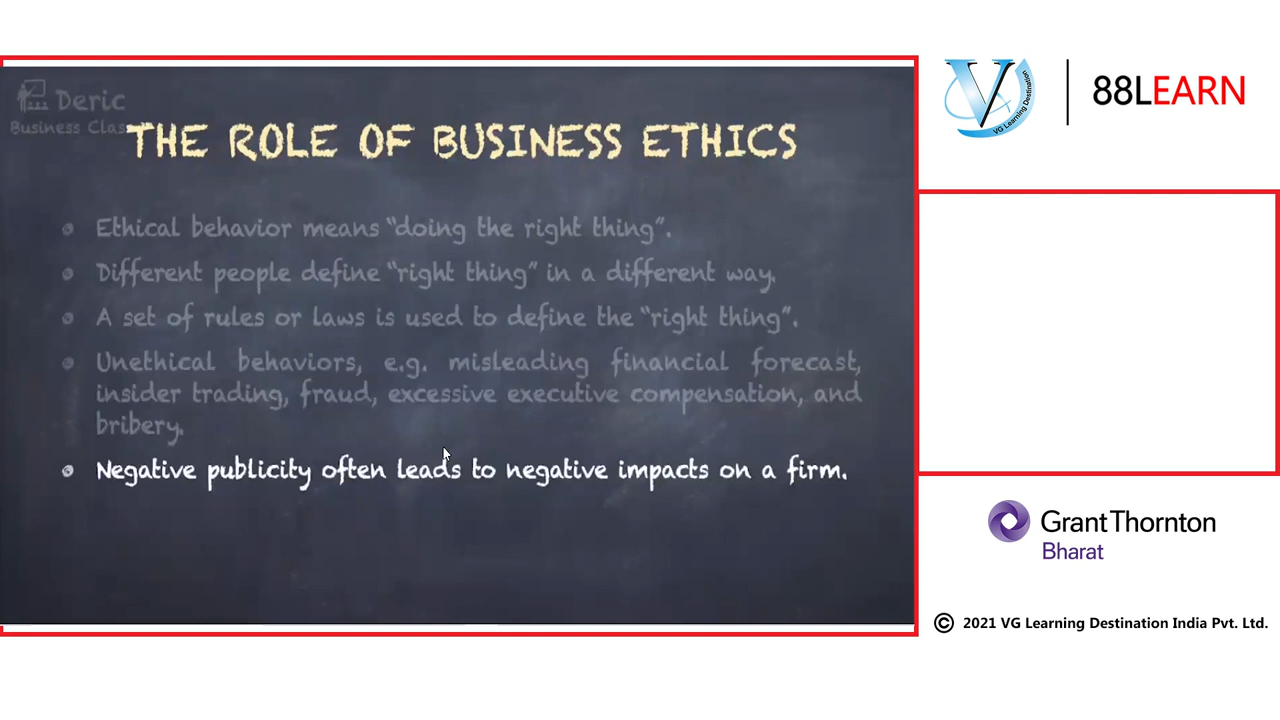 Deric
Business Clas
THE ROLE OF BUSINESS ETHICS
Ethical behavior means “doing the right thing”.
Different people define “right thing” in a different way.
A set of rules or laws is used to define the “right thing”.
Unethical behaviors, e.g. misleading financial forecast,
insider trading, fraud, excessive executive compensation, and
bribery.
Negative publicity often leads to negative impacts on a firm.
V
VG Learning Destination
88LEARN
Grant Thornton
Bharat
© 2021 VG Learning Destination India Pvt. Ltd.